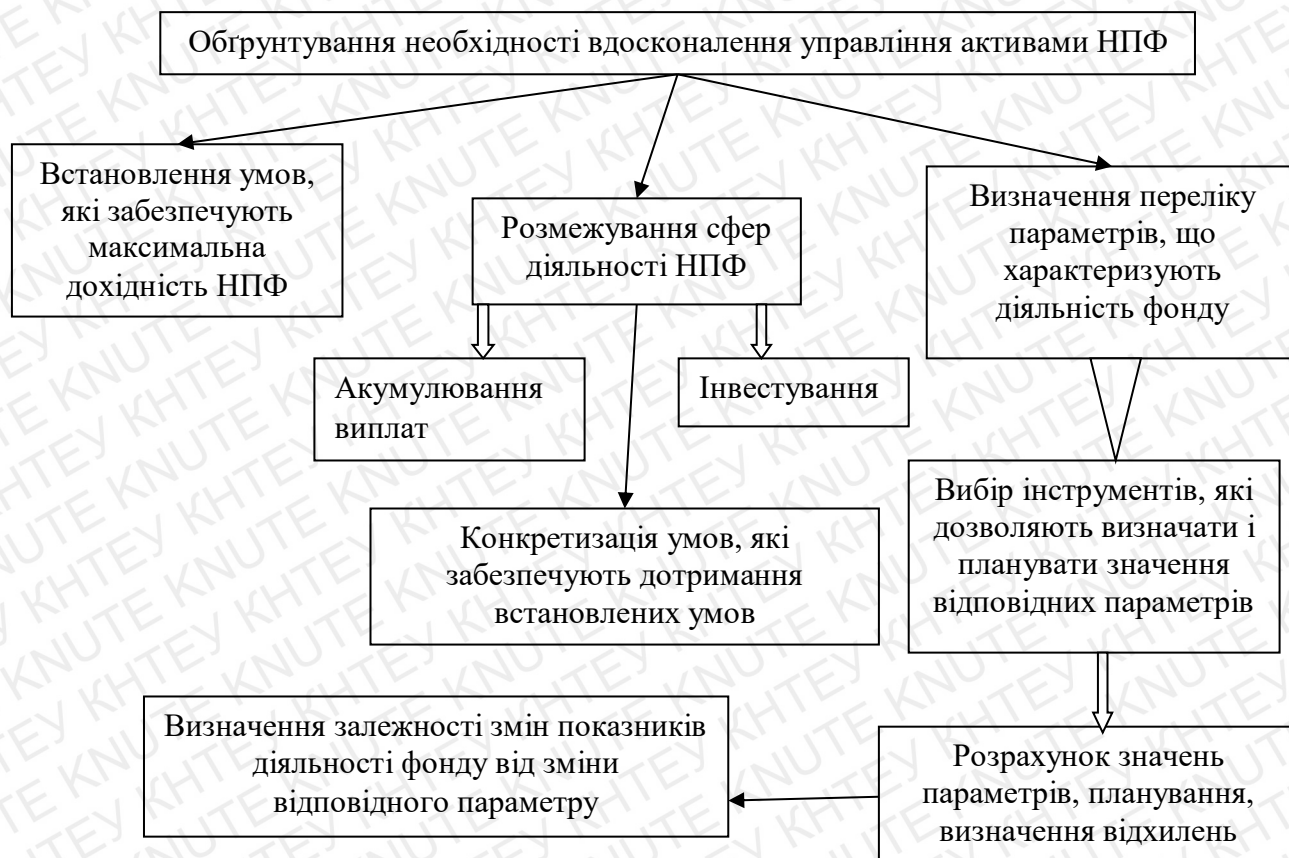 Обґрунтування необхідності вдосконалення управління активами НПФ
Встановлення умов,
які забезпечують
максимальна
дохідність НПФ
Розмежування сфер
діяльності НПФ
Визначення переліку
параметрів, що
характеризують
діяльність фонду
Акумулювання
виплат
Інвестування
Конкретизація умов, які
забезпечують дотримання
встановлених умов
Вибір інструментів, які
дозволяють визначати і
планувати значення
відповідних параметрів
Визначення залежності змін показників
діяльності фонду від зміни
відповідного параметру
Розрахунок значень
параметрів, планування,
визначення відхилень